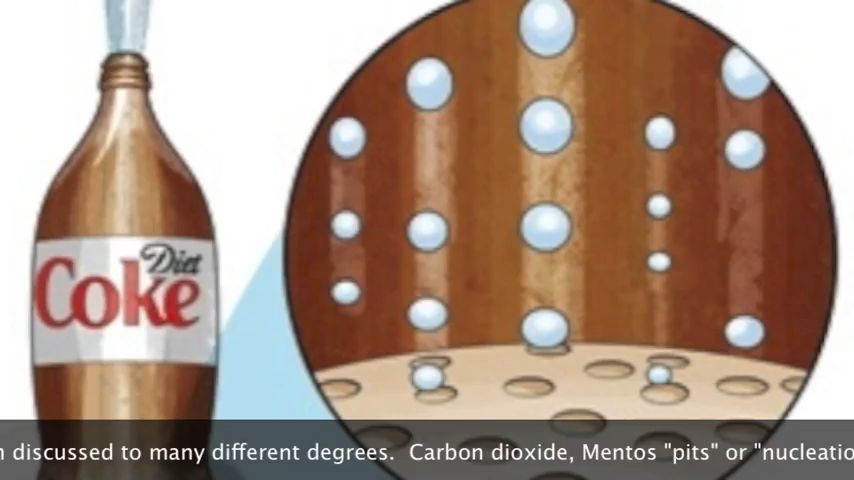 Diet
Coke
discussed to many different degrees. Carbon dioxide, Mentos "pits" or "nucleatio